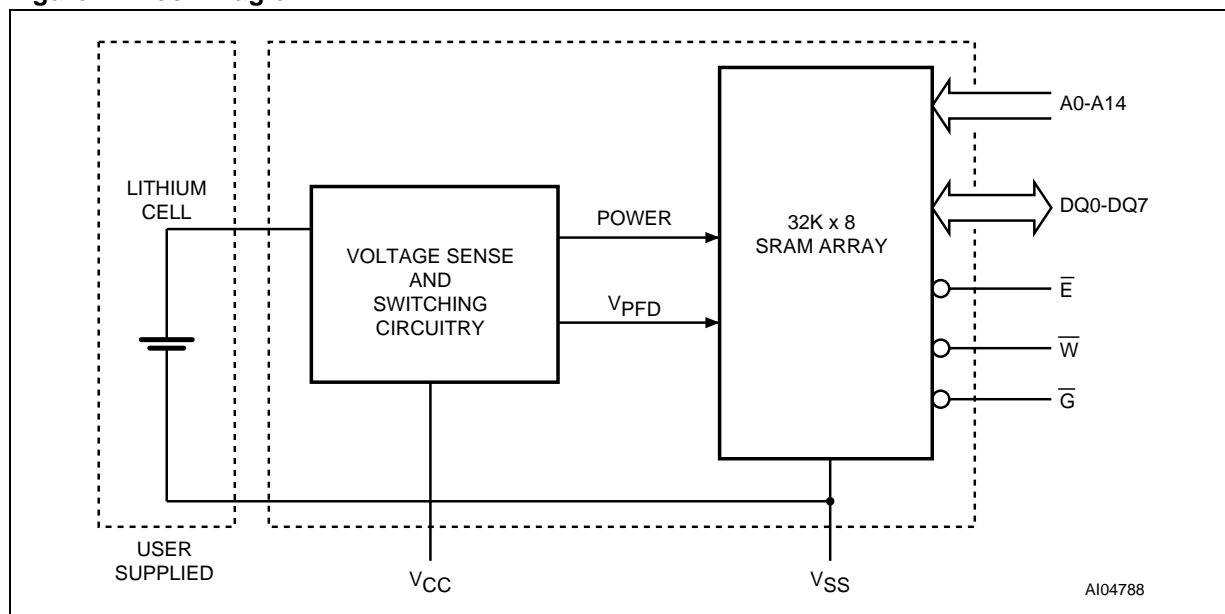 LITHIUM
CELL
VOLTAGE SENSE
AND
SWITCHING
CIRCUITRY
POWER
VPFD
32K x 8
SRAM ARRAY
A0-A14
DQ0-DQ7
E̅
W̅
G̅
USER
SUPPLIED
VCC
VSS
AI04788